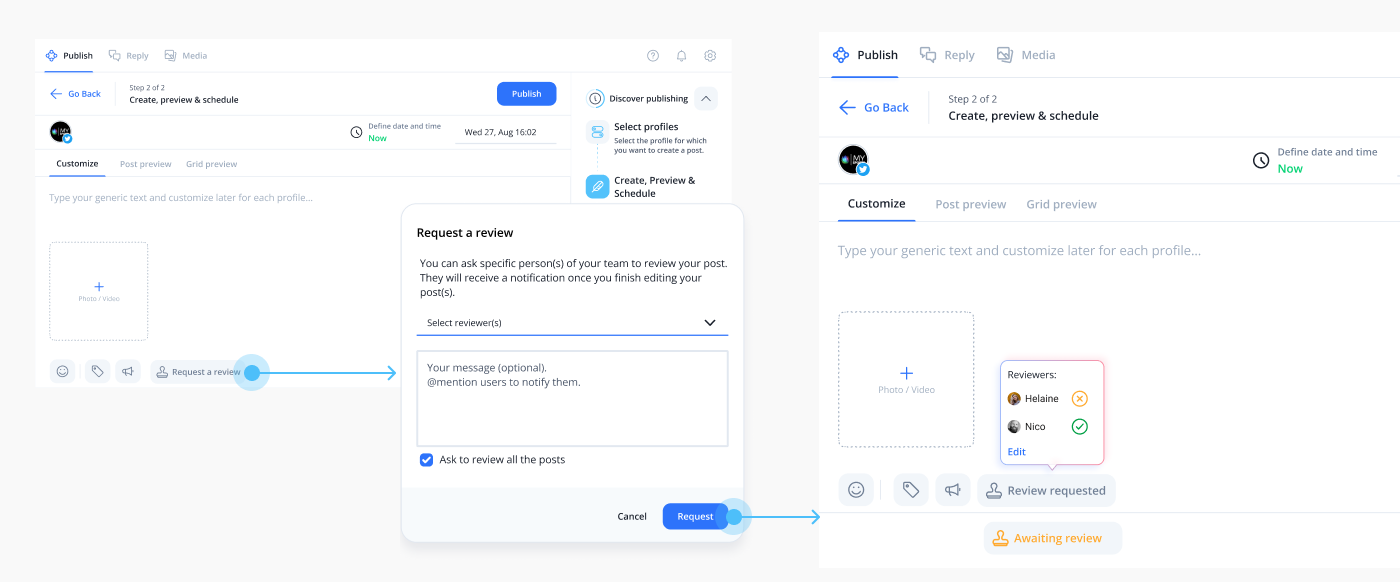 Publish
Reply
Media
Go Back
Step 2 of 2
Create, preview & schedule
Publish
MY
Define date and time
Now
Wed 27, Aug 16:02
Customize
Post preview
Grid preview
Type your generic text and customize later for each profile...
Photo / Video
Request a review
Discover publishing
Select profiles
Select the profile for which
you want to create a post.
Create, Preview &
Schedule
Request a review
You can ask specific person(s) of your team to review your post.
They will receive a notification once you finish editing your
post(s).
Select reviewer(s)
Your message (optional).
@mention users to notify them.
Ask to review all the posts
Cancel
Request
Publish
Reply
Media
Go Back
Step 2 of 2
Create, preview & schedule
MY
Define date and time
Now
Customize
Post preview
Grid preview
Type your generic text and customize later for each profile...
Photo / Video
Reviewers:
Helaine
Nico
Edit
Review requested
Awaiting review